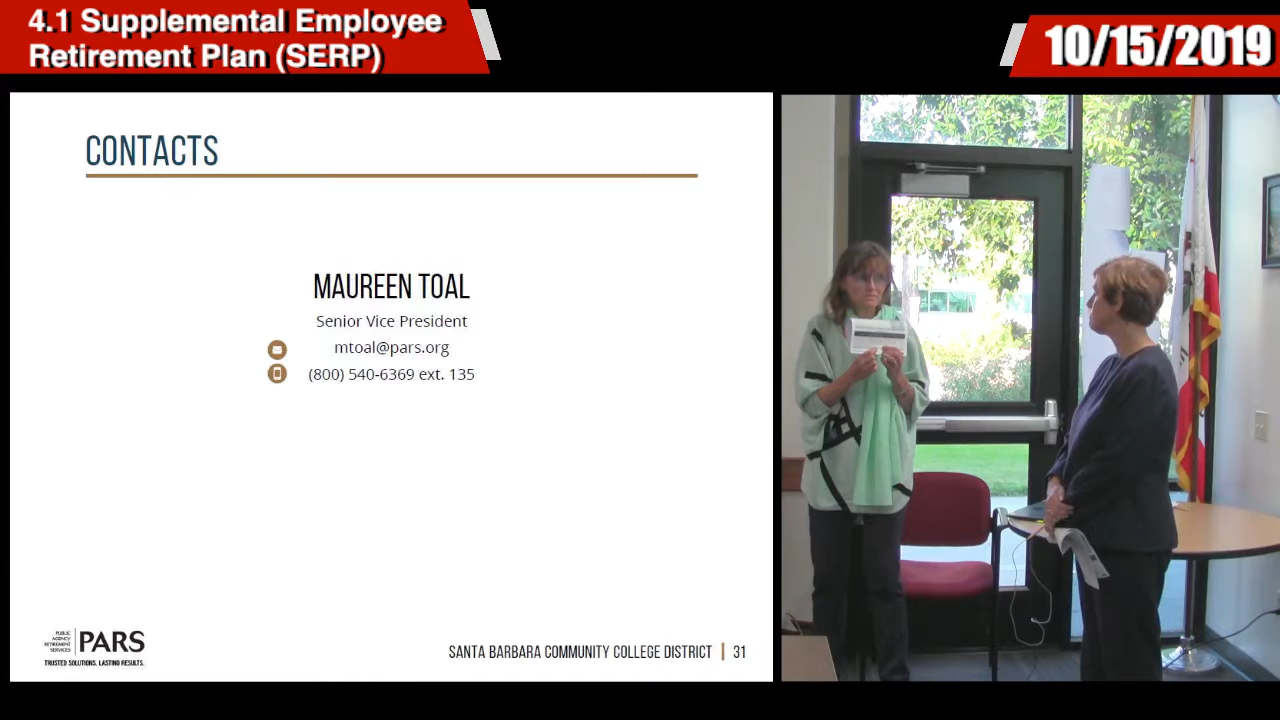 4.1 Supplemental Employee
Retirement Plan (SERP)
10/15/2019
CONTACTS
MAUREEN TOAL
Senior Vice President
mtoal@pars.org
(800) 540-6369 ext. 135
PUBLIC
AGENCY
RETIREMENT
SERVICES
PARS
TRUSTED SOLUTIONS. LASTING RESULTS.
SANTA BARBARA COMMUNITY COLLEGE DISTRICT | 31